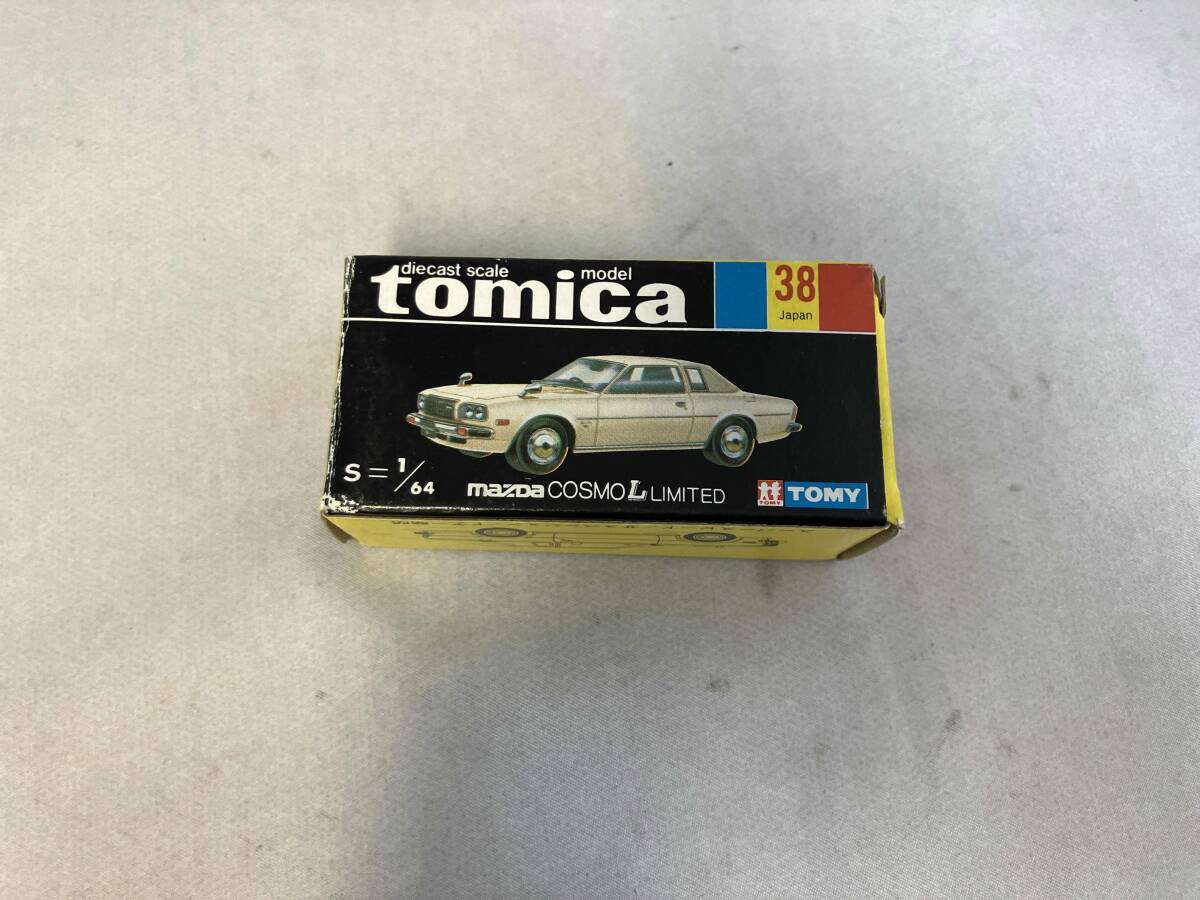 diecast scale model
tomica
38
Japan
S=1/64
mazda COSMO L LIMITED
TOMY
TOMY